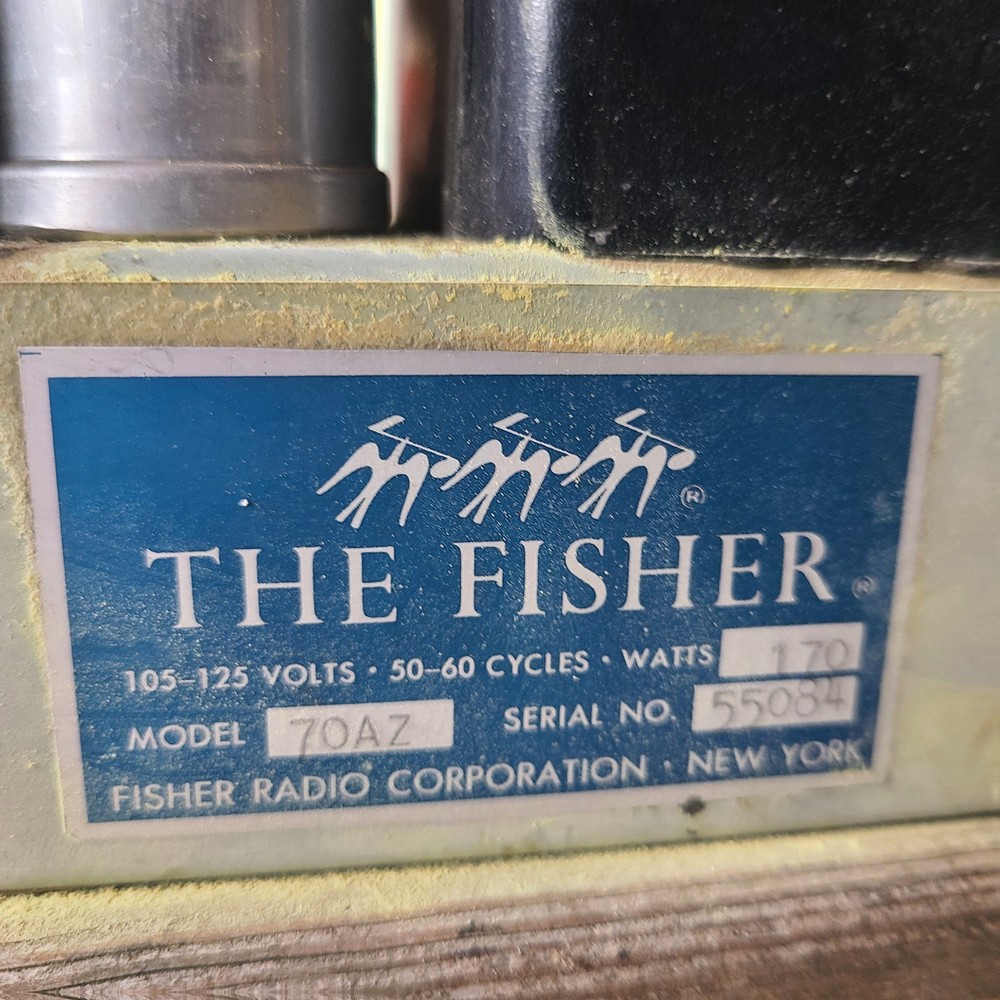 ®
THE FISHER ®
105–125 VOLTS · 50–60 CYCLES · WATTS 170
MODEL 70AZ SERIAL NO. 55084
FISHER RADIO CORPORATION · NEW YORK